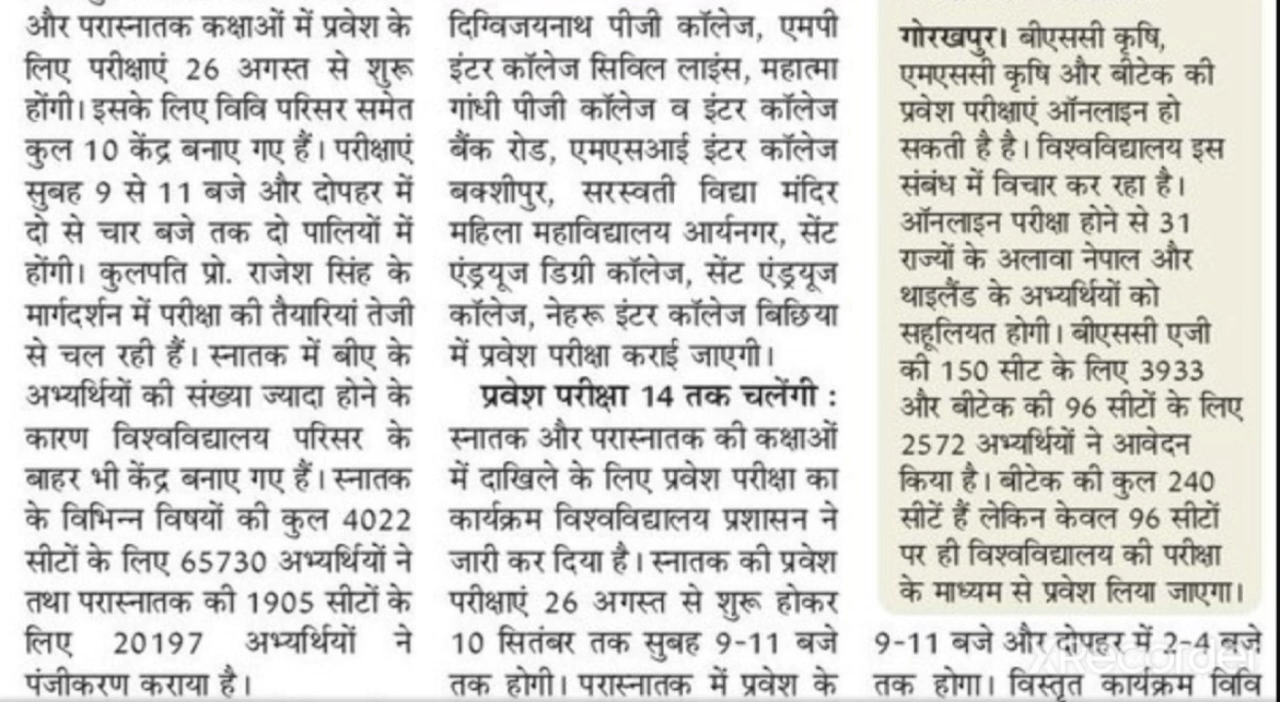 और परास्नातक कक्षाओं में प्रवेश के
लिए परीक्षाएं 26 अगस्त से शुरू
होंगी। इसके लिए विवि परिसर समेत
कुल 10 केंद्र बनाए गए हैं। परीक्षाएं
सुबह 9 से 11 बजे और दोपहर में
दो से चार बजे तक दो पालियों में
होंगी। कुलपति प्रो. राजेश सिंह के
मार्गदर्शन में परीक्षा की तैयारियां तेजी
से चल रही हैं। स्नातक में बीए के
अभ्यर्थियों की संख्या ज्यादा होने के
कारण विश्वविद्यालय परिसर के
बाहर भी केंद्र बनाए गए हैं। स्नातक
के विभिन्न विषयों की कुल 4022
सीटों के लिए 65730 अभ्यर्थियों ने
तथा परास्नातक की 1905 सीटों के
लिए 20197 अभ्यर्थियों ने
पंजीकरण कराया है।
दिग्विजयनाथ पीजी कॉलेज, एमपी
इंटर कॉलेज सिविल लाइंस, महात्मा
गांधी पीजी कॉलेज व इंटर कॉलेज
बैंक रोड, एमएसआई इंटर कॉलेज
बक्शीपुर, सरस्वती विद्या मंदिर
महिला महाविद्यालय आर्यनगर, सेंट
एंड्रयूज डिग्री कॉलेज, सेंट एंड्रयूज
कॉलेज, नेहरू इंटर कॉलेज बिछिया
में प्रवेश परीक्षा कराई जाएगी।
प्रवेश परीक्षा 14 तक चलेंगी :
स्नातक और परास्नातक की कक्षाओं
में दाखिले के लिए प्रवेश परीक्षा का
कार्यक्रम विश्वविद्यालय प्रशासन ने
जारी कर दिया है। स्नातक की प्रवेश
परीक्षाएं 26 अगस्त से शुरू होकर
10 सितंबर तक सुबह 9-11 बजे
तक होगी। परास्नातक में प्रवेश के
गोरखपुर। बीएससी कृषि,
एमएससी कृषि और बीटेक की
प्रवेश परीक्षाएं ऑनलाइन हो
सकती है है। विश्वविद्यालय इस
संबंध में विचार कर रहा है।
ऑनलाइन परीक्षा होने से 31
राज्यों के अलावा नेपाल और
थाइलैंड के अभ्यर्थियों को
सहूलियत होगी। बीएससी एजी
की 150 सीट के लिए 3933
और बीटेक की 96 सीटों के लिए
2572 अभ्यर्थियों ने आवेदन
किया है। बीटेक की कुल 240
सीटें हैं लेकिन केवल 96 सीटों
पर ही विश्वविद्यालय की परीक्षा
के माध्यम से प्रवेश लिया जाएगा।
9-11 बजे और दोपहर में 2-4 बजे
तक होगा। विस्तृत कार्यक्रम विवि
XRecorder